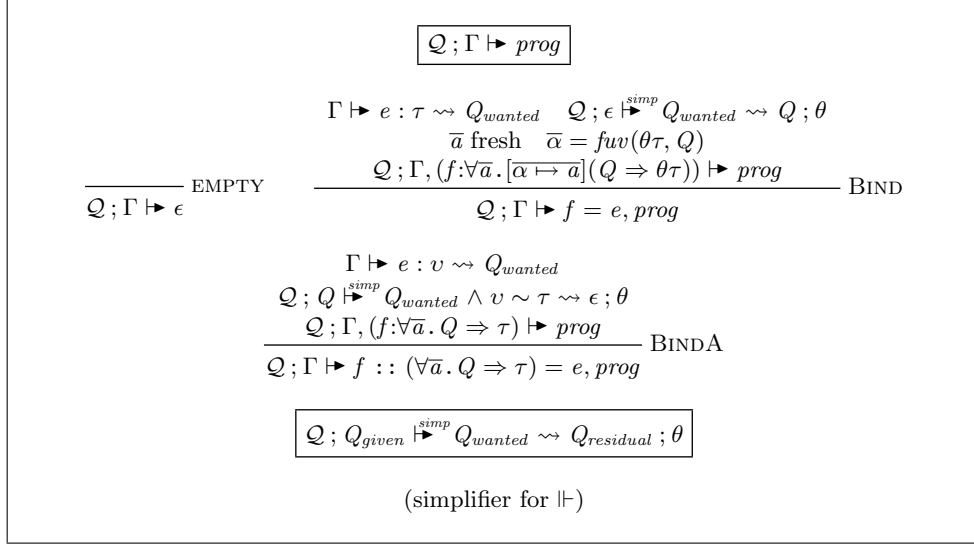 𝒬 ; Γ ⊢ prog
Γ ⊢ e : τ ⇝ Q_wanted   𝒬 ; ϵ ⊢^simp Q_wanted ⇝ Q ; θ
a̅ fresh   α̅ = fuv(θτ, Q)
𝒬 ; Γ, (f:∀a̅ . [α̅ ↦ a̅](Q ⇒ θτ)) ⊢ prog
𝒬 ; Γ ⊢ ϵ EMPTY
𝒬 ; Γ ⊢ f = e, prog BIND
Γ ⊢ e : υ ⇝ Q_wanted
𝒬 ; Q ⊢^simp Q_wanted ∧ υ ∼ τ ⇝ ϵ ; θ
𝒬 ; Γ, (f:∀a̅ . Q ⇒ τ) ⊢ prog
𝒬 ; Γ ⊢ f :: (∀a̅ . Q ⇒ τ) = e, prog BINDA
𝒬 ; Q_given ⊢^simp Q_wanted ⇝ Q_residual ; θ
(simplifier for ⊩)